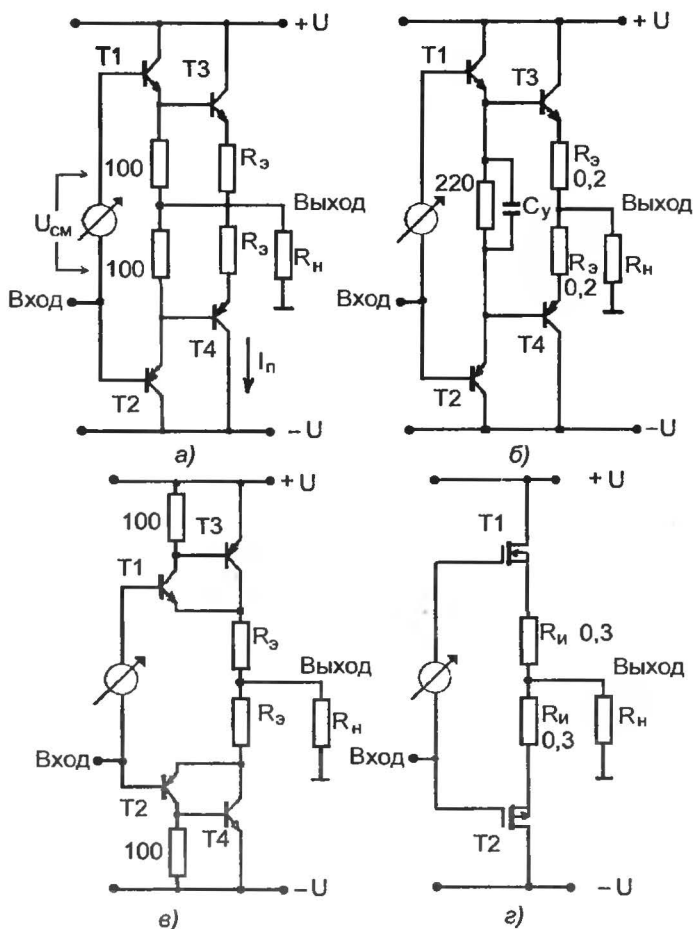 + U
T1
T3
100
Rэ
Uсм
Выход
100
Rэ
Rн
Вход
T4
Iп
T2
– U
а)
+ U
T1
T3
Rэ
0,2
220
Cу
Выход
Rэ
0,2
Rн
Вход
T4
T2
– U
б)
+ U
100
T3
T1
Rэ
Выход
Rэ
Rн
Вход
T2
T4
100
– U
в)
+ U
T1
Rи 0,3
Выход
Rи
0,3
Rн
Вход
T2
– U
г)